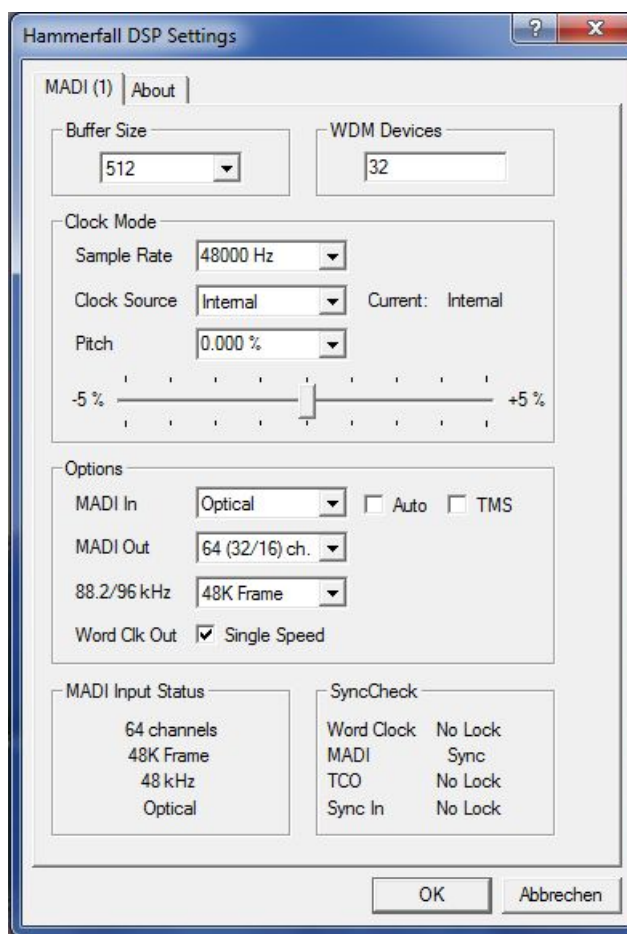 Hammerfall DSP Settings
MADI (1) About
Buffer Size
512
WDM Devices
32
Clock Mode
Sample Rate 48000 Hz
Clock Source Internal Current: Internal
Pitch 0.000 %
-5 % +5 %
Options
MADI In Optical Auto TMS
MADI Out 64 (32/16) ch.
88.2/96 kHz 48K Frame
Word Clk Out Single Speed
MADI Input Status
64 channels
48K Frame
48 kHz
Optical
SyncCheck
Word Clock No Lock
MADI Sync
TCO No Lock
Sync In No Lock
OK Abbrechen